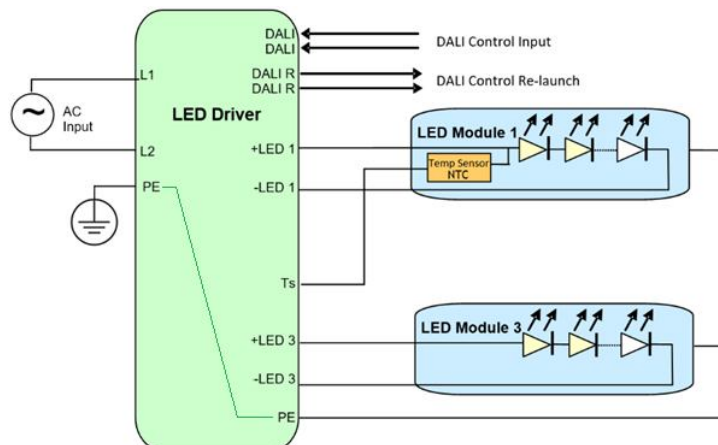 DALI
DALI
DALI Control Input
DALI R
DALI R
DALI Control Re-launch
L1
AC
Input
LED Driver
L2
PE
+LED 1
-LED 1
LED Module 1
Temp Sensor
NTC
Ts
+LED 3
-LED 3
LED Module 3
PE